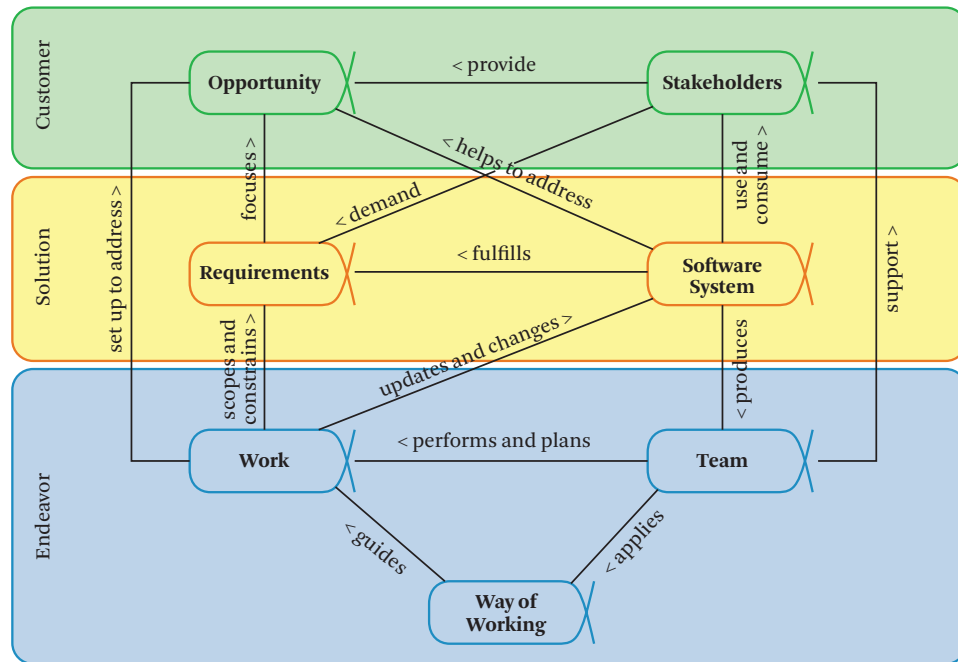 Customer
Opportunity
< provide
Stakeholders
set up to address >
focuses >
< helps to address
< demand
use and
consume >
support >
Solution
Requirements
< fulfills
Software
System
scopes and
constrains >
updates and changes >
< produces
Endeavor
Work
< performs and plans
Team
< guides
< applies
Way of
Working